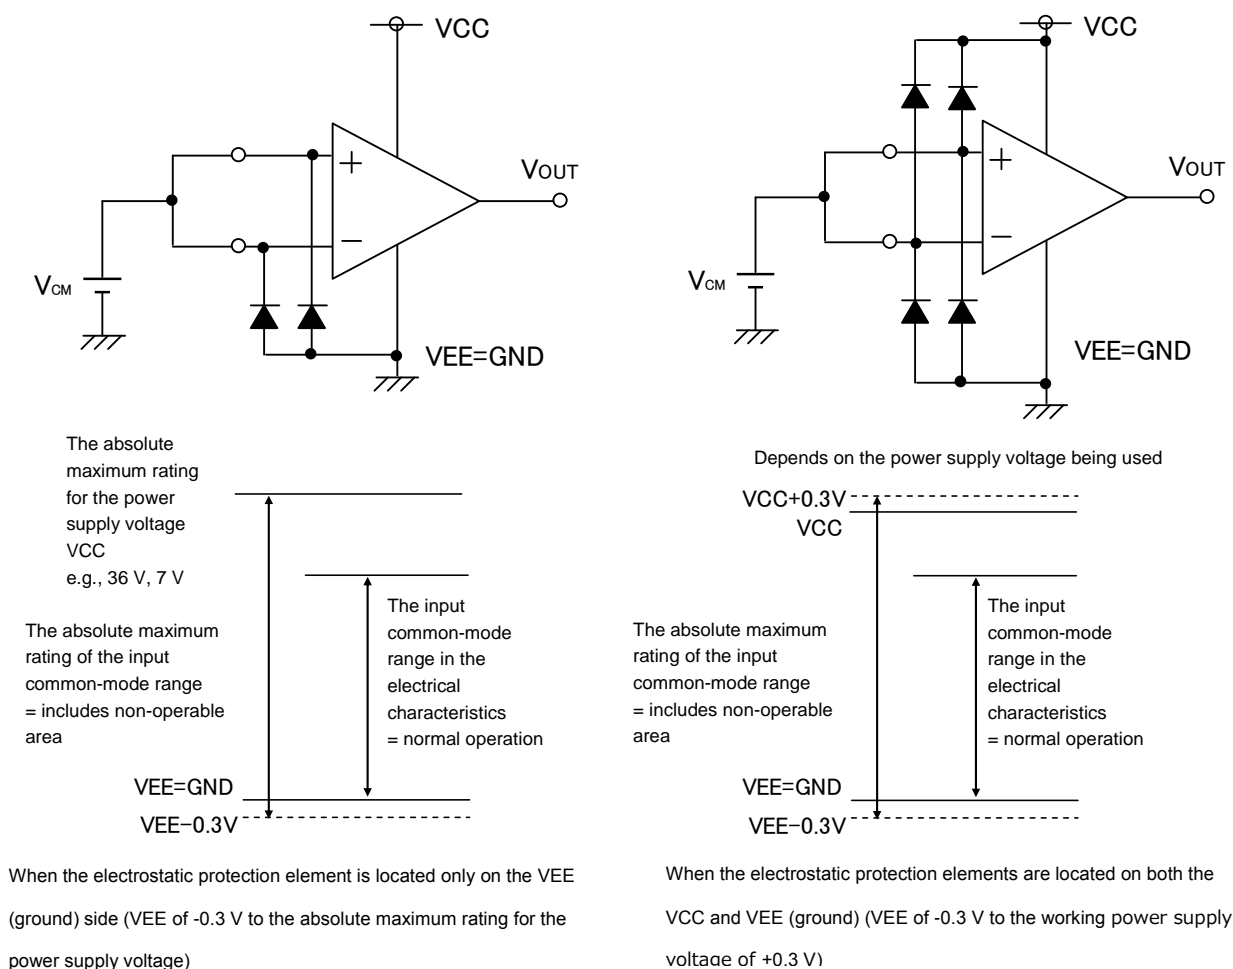 VCC
+
−
VOUT
VCM
VEE=GND
The absolute
maximum rating
for the power
supply voltage
VCC
e.g., 36 V, 7 V
The absolute maximum
rating of the input
common-mode range
= includes non-operable
area
The input
common-mode
range in the
electrical
characteristics
= normal operation
VEE=GND
VEE−0.3V
When the electrostatic protection element is located only on the VEE
(ground) side (VEE of -0.3 V to the absolute maximum rating for the
power supply voltage)
VCC
+
−
VOUT
VCM
VEE=GND
Depends on the power supply voltage being used
VCC+0.3V
VCC
The absolute maximum
rating of the input
common-mode range
= includes non-operable
area
The input
common-mode
range in the
electrical
characteristics
= normal operation
VEE=GND
VEE−0.3V
When the electrostatic protection elements are located on both the
VCC and VEE (ground) (VEE of -0.3 V to the working power supply
voltage of +0.3 V)